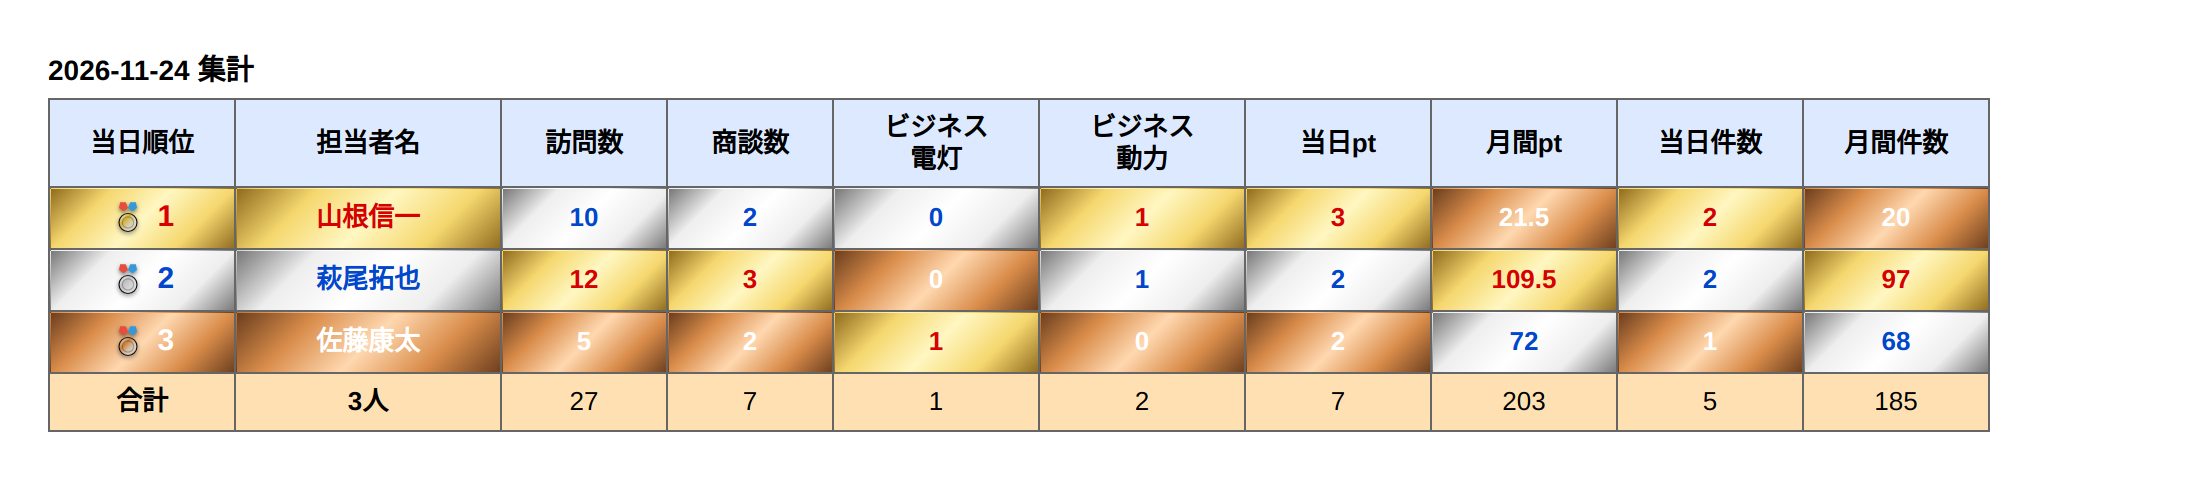 2026-11-24 集計
当日順位 担当者名 訪問数 商談数 ビジネス電灯 ビジネス動力 当日pt 月間pt 当日件数 月間件数
1 山根信一 10 2 0 1 3 21.5 2 20
2 萩尾拓也 12 3 0 1 2 109.5 2 97
3 佐藤康太 5 2 1 0 2 72 1 68
合計 3人 27 7 1 2 7 203 5 185